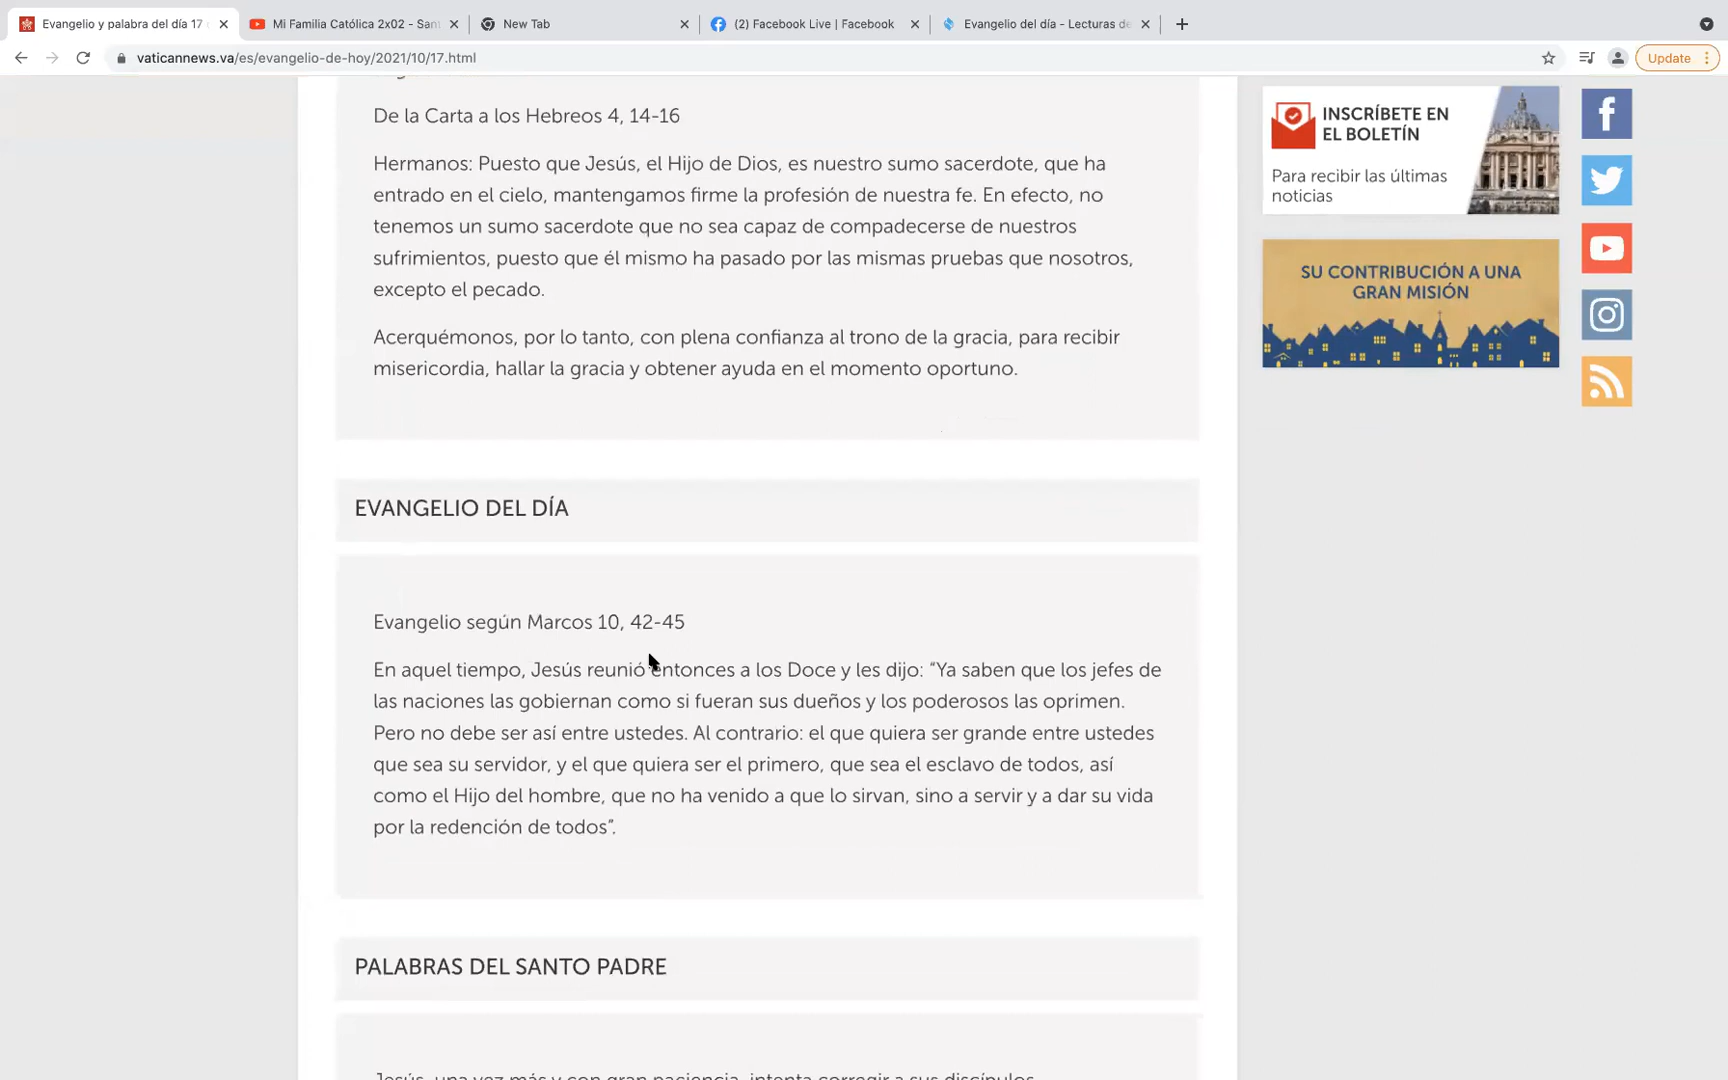 Evangelio y palabra del día 17
Mi Familia Católica 2x02 - San
New Tab
(2) Facebook Live | Facebook
Evangelio del día - Lecturas de
vaticannews.va/es/evangelio-de-hoy/2021/10/17.html
Update
De la Carta a los Hebreos 4, 14-16
Hermanos: Puesto que Jesús, el Hijo de Dios, es nuestro sumo sacerdote, que ha
entrado en el cielo, mantengamos firme la profesión de nuestra fe. En efecto, no
tenemos un sumo sacerdote que no sea capaz de compadecerse de nuestros
sufrimientos, puesto que él mismo ha pasado por las mismas pruebas que nosotros,
excepto el pecado.
Acerquémonos, por lo tanto, con plena confianza al trono de la gracia, para recibir
misericordia, hallar la gracia y obtener ayuda en el momento oportuno.
EVANGELIO DEL DÍA
Evangelio según Marcos 10, 42-45
En aquel tiempo, Jesús reunió entonces a los Doce y les dijo: “Ya saben que los jefes de
las naciones las gobiernan como si fueran sus dueños y los poderosos las oprimen.
Pero no debe ser así entre ustedes. Al contrario: el que quiera ser grande entre ustedes
que sea su servidor, y el que quiera ser el primero, que sea el esclavo de todos, así
como el Hijo del hombre, que no ha venido a que lo sirvan, sino a servir y a dar su vida
por la redención de todos”.
PALABRAS DEL SANTO PADRE
Jesús, una vez más y con gran paciencia, intenta corregir a sus discípulos
INSCRÍBETE EN
EL BOLETÍN
Para recibir las últimas
noticias
SU CONTRIBUCIÓN A UNA
GRAN MISIÓN